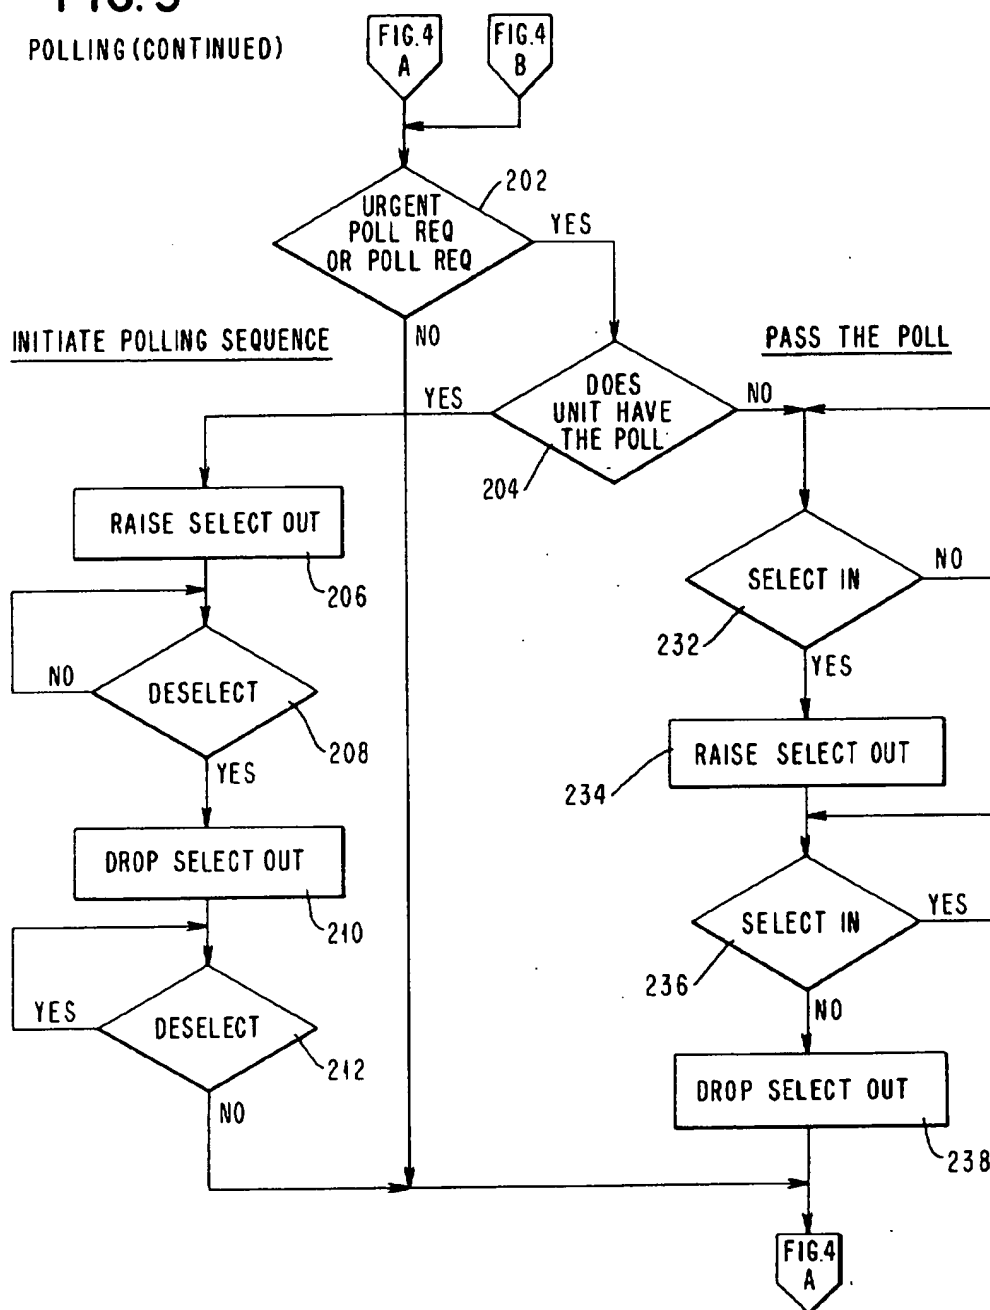 FIG. 5
POLLING (CONTINUED)
FIG. 4
A
FIG. 4
B
202
URGENT
POLL REQ
OR POLL REQ
YES
NO
INITIATE POLLING SEQUENCE
PASS THE POLL
DOES
UNIT HAVE
THE POLL
YES
NO
204
RAISE SELECT OUT
206
SELECT IN
NO
232
YES
DESELECT
NO
208
YES
RAISE SELECT OUT
234
DROP SELECT OUT
210
SELECT IN
YES
236
NO
DESELECT
YES
212
NO
DROP SELECT OUT
238
FIG. 4
A